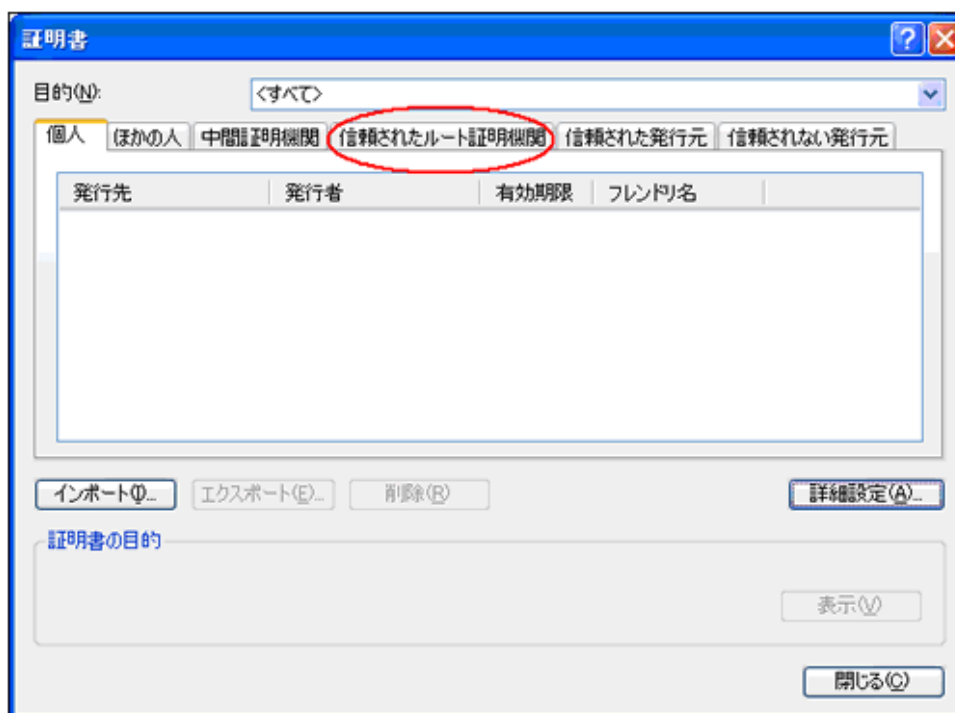 証明書
目的(N): <すべて>
個人 ほかの人 中間証明機関 信頼されたルート証明機関 信頼された発行元 信頼されない発行元
発行先 発行者 有効期限 フレンドリ名
インポート(I)... エクスポート(E)... 削除(R) 詳細設定(A)...
証明書の目的
表示(V)
閉じる(C)